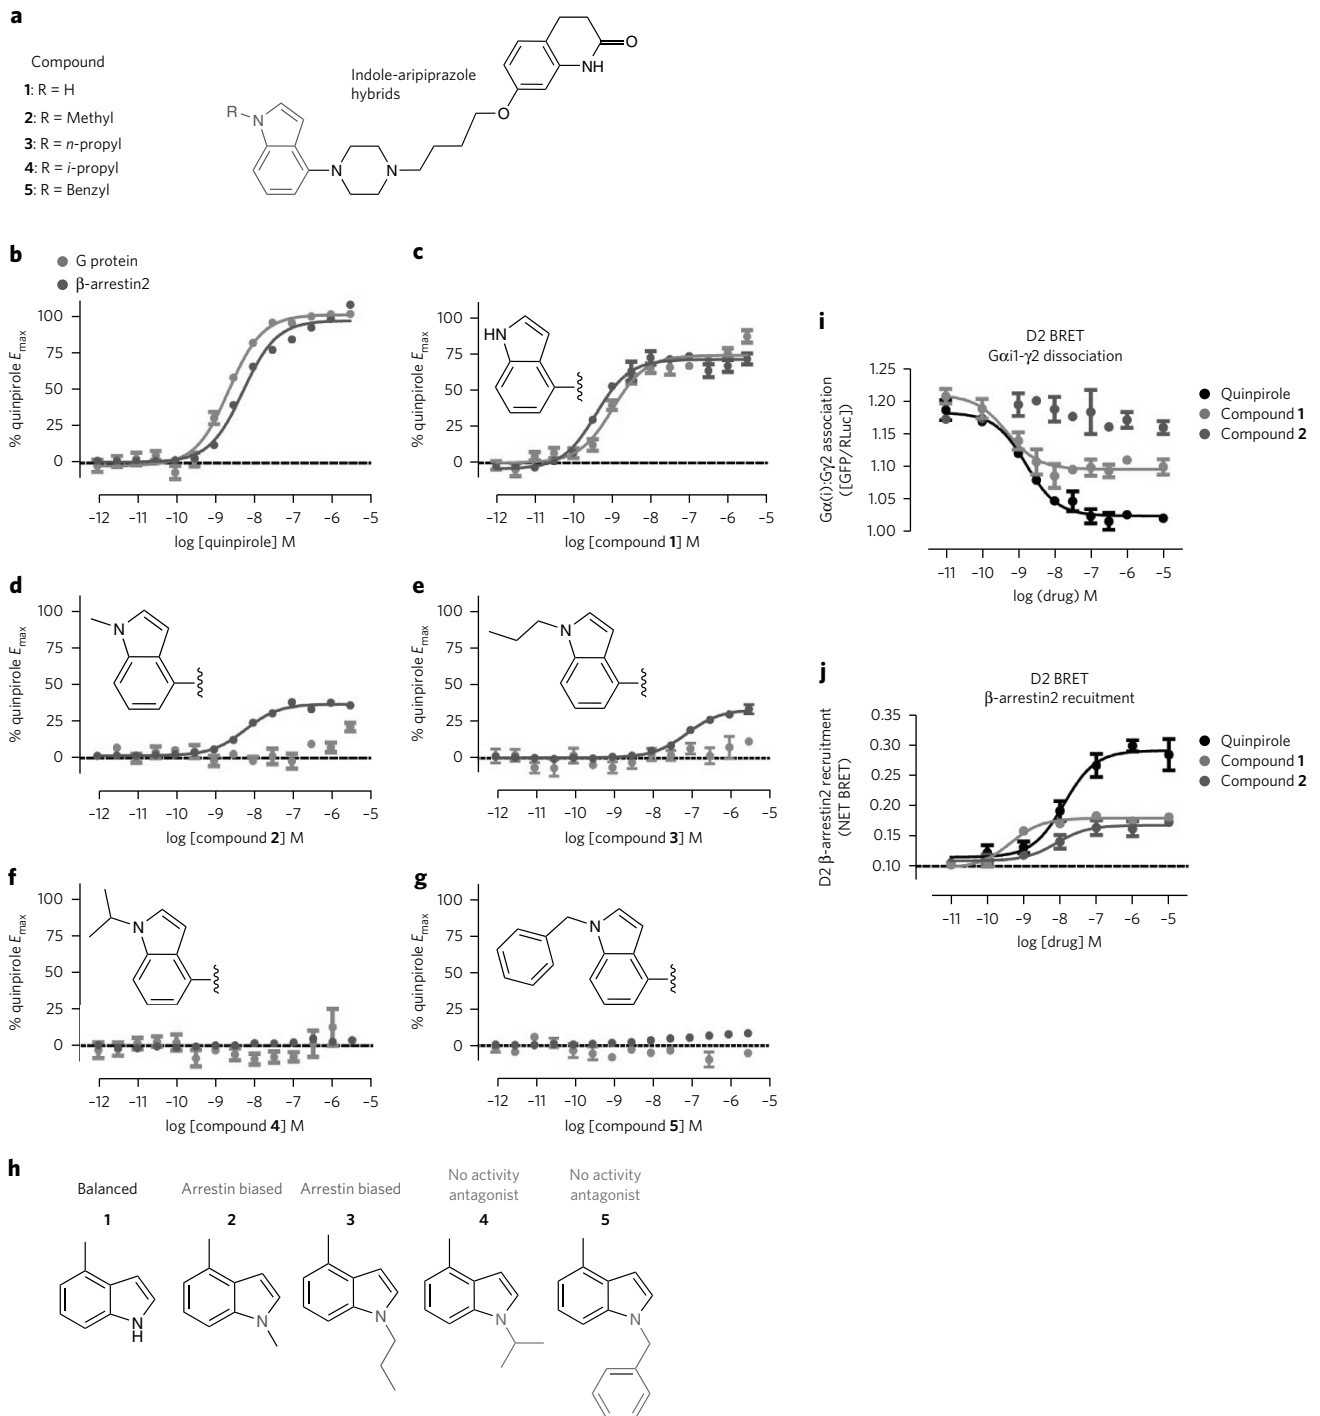 a
Compound
1: R = H
2: R = Methyl
3: R = n-propyl
4: R = i-propyl
5: R = Benzyl
Indole-aripiprazole
hybrids
R
N
N
N
O
NH
O
b
G protein
β-arrestin2
% quinpirole Emax
100
75
50
25
0
−12 −11 −10 −9 −8 −7 −6 −5
log [quinpirole] M
c
% quinpirole Emax
100
75
50
25
0
HN
−12 −11 −10 −9 −8 −7 −6 −5
log [compound 1] M
d
% quinpirole Emax
100
75
50
25
0
N
−12 −11 −10 −9 −8 −7 −6 −5
log [compound 2] M
e
% quinpirole Emax
100
75
50
25
0
N
−12 −11 −10 −9 −8 −7 −6 −5
log [compound 3] M
f
% quinpirole Emax
100
75
50
25
0
N
−12 −11 −10 −9 −8 −7 −6 −5
log [compound 4] M
g
% quinpirole Emax
100
75
50
25
0
N
−12 −11 −10 −9 −8 −7 −6 −5
log [compound 5] M
h
Balanced
1
N
H
Arrestin biased
2
N
Arrestin biased
3
N
No activity
antagonist
4
N
No activity
antagonist
5
N
i
D2 BRET
Gαi1-γ2 dissociation
Gα(i):Gγ2 association
([GFP/RLuc])
1.25
1.20
1.15
1.10
1.05
1.00
−11 −10 −9 −8 −7 −6 −5
log (drug) M
Quinpirole
Compound 1
Compound 2
j
D2 BRET
β-arrestin2 recuitment
D2 β-arrestin2 recruitment
(NET BRET)
0.35
0.30
0.25
0.20
0.15
0.10
−11 −10 −9 −8 −7 −6 −5
log [drug] M
Quinpirole
Compound 1
Compound 2